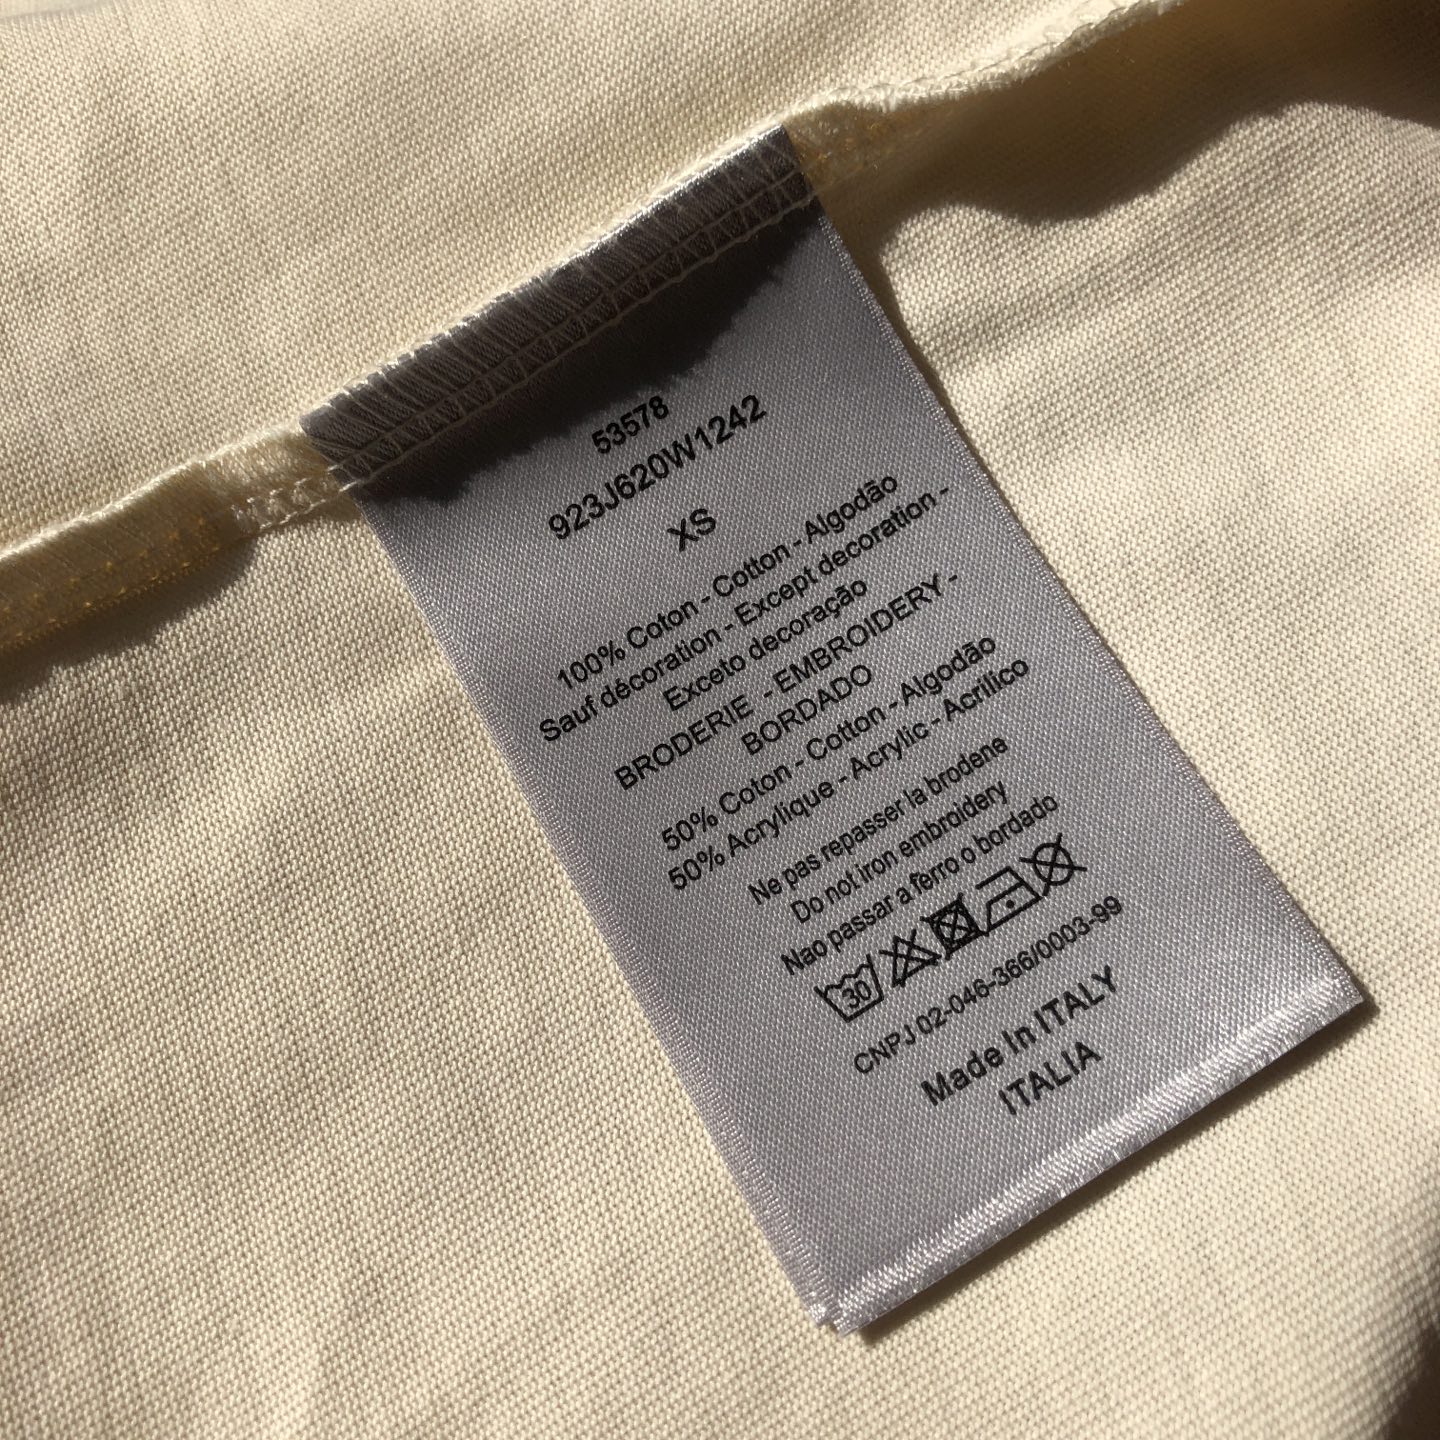 53578
923J620W1242
XS
100% Coton - Cotton - Algodão
Sauf décoration - Except decoration -
Exceto decoração
BRODERIE - EMBROIDERY -
BORDADO
50% Coton - Cotton - Algodão
50% Acrylique - Acrylic - Acrilico
Ne pas repasser la brodene
Do not iron embroidery
Nao passar a ferro o bordado
30
CNPJ 02-046-366/0003-99
Made In ITALY
ITALIA